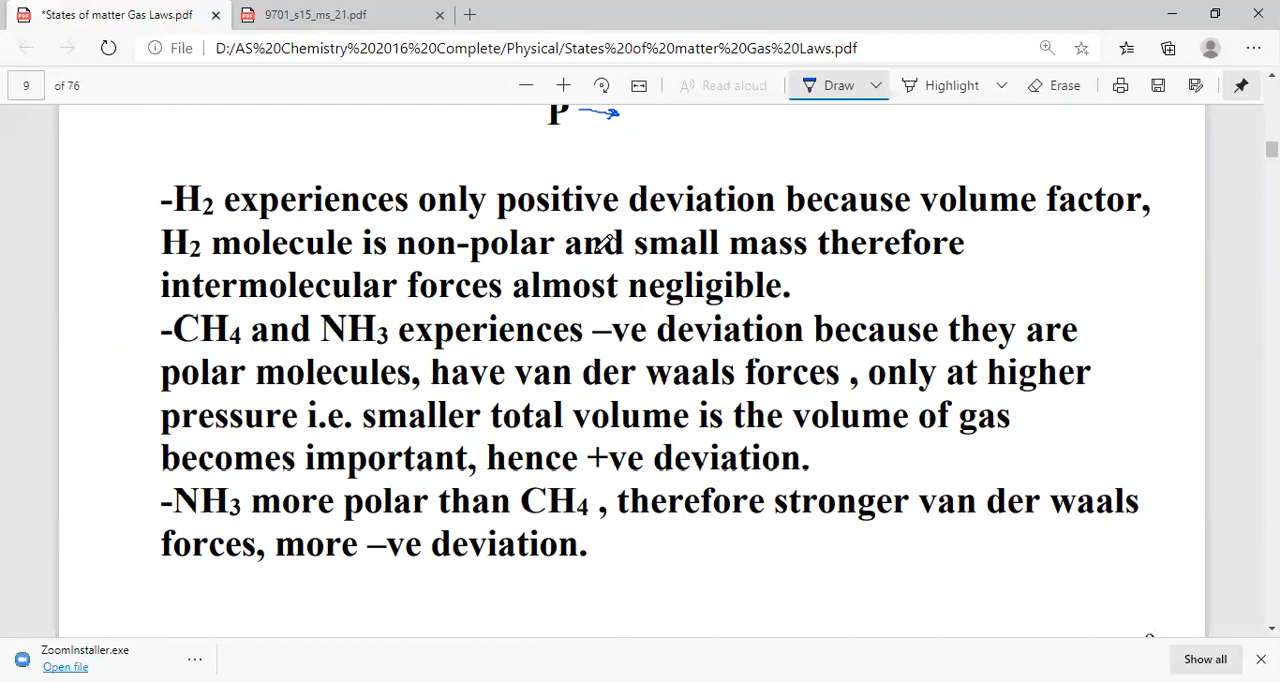 *States of matter Gas Laws.pdf
9701_s15_ms_21.pdf
File
D:/AS%20Chemistry%202016%20Complete/Physical/States%20of%20matter%20Gas%20Laws.pdf
9 of 76
Read aloud
Draw
Highlight
Erase
P
-H₂ experiences only positive deviation because volume factor,
H₂ molecule is non-polar and small mass therefore
intermolecular forces almost negligible.
-CH₄ and NH₃ experiences –ve deviation because they are
polar molecules, have van der waals forces , only at higher
pressure i.e. smaller total volume is the volume of gas
becomes important, hence +ve deviation.
-NH₃ more polar than CH₄ , therefore stronger van der waals
forces, more –ve deviation.
ZoomInstaller.exe
Open file
Show all